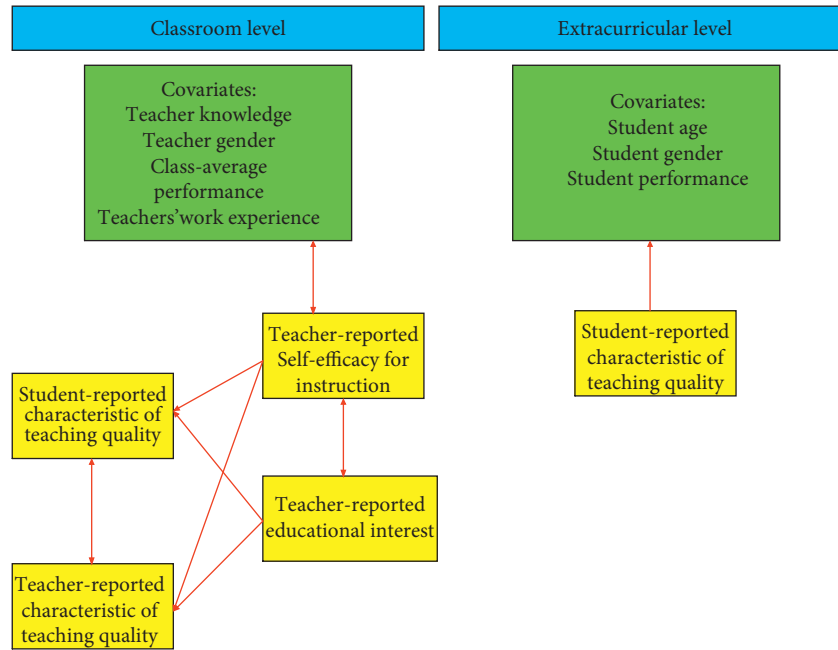 Classroom level
Extracurricular level
Covariates:
Teacher knowledge
Teacher gender
Class-average
performance
Teachers'work experience
Covariates:
Student age
Student gender
Student performance
Teacher-reported
Self-efficacy for
instruction
Student-reported
characteristic of
teaching quality
Student-reported
characteristic of
teaching quality
Teacher-reported
educational interest
Teacher-reported
characteristic of
teaching quality